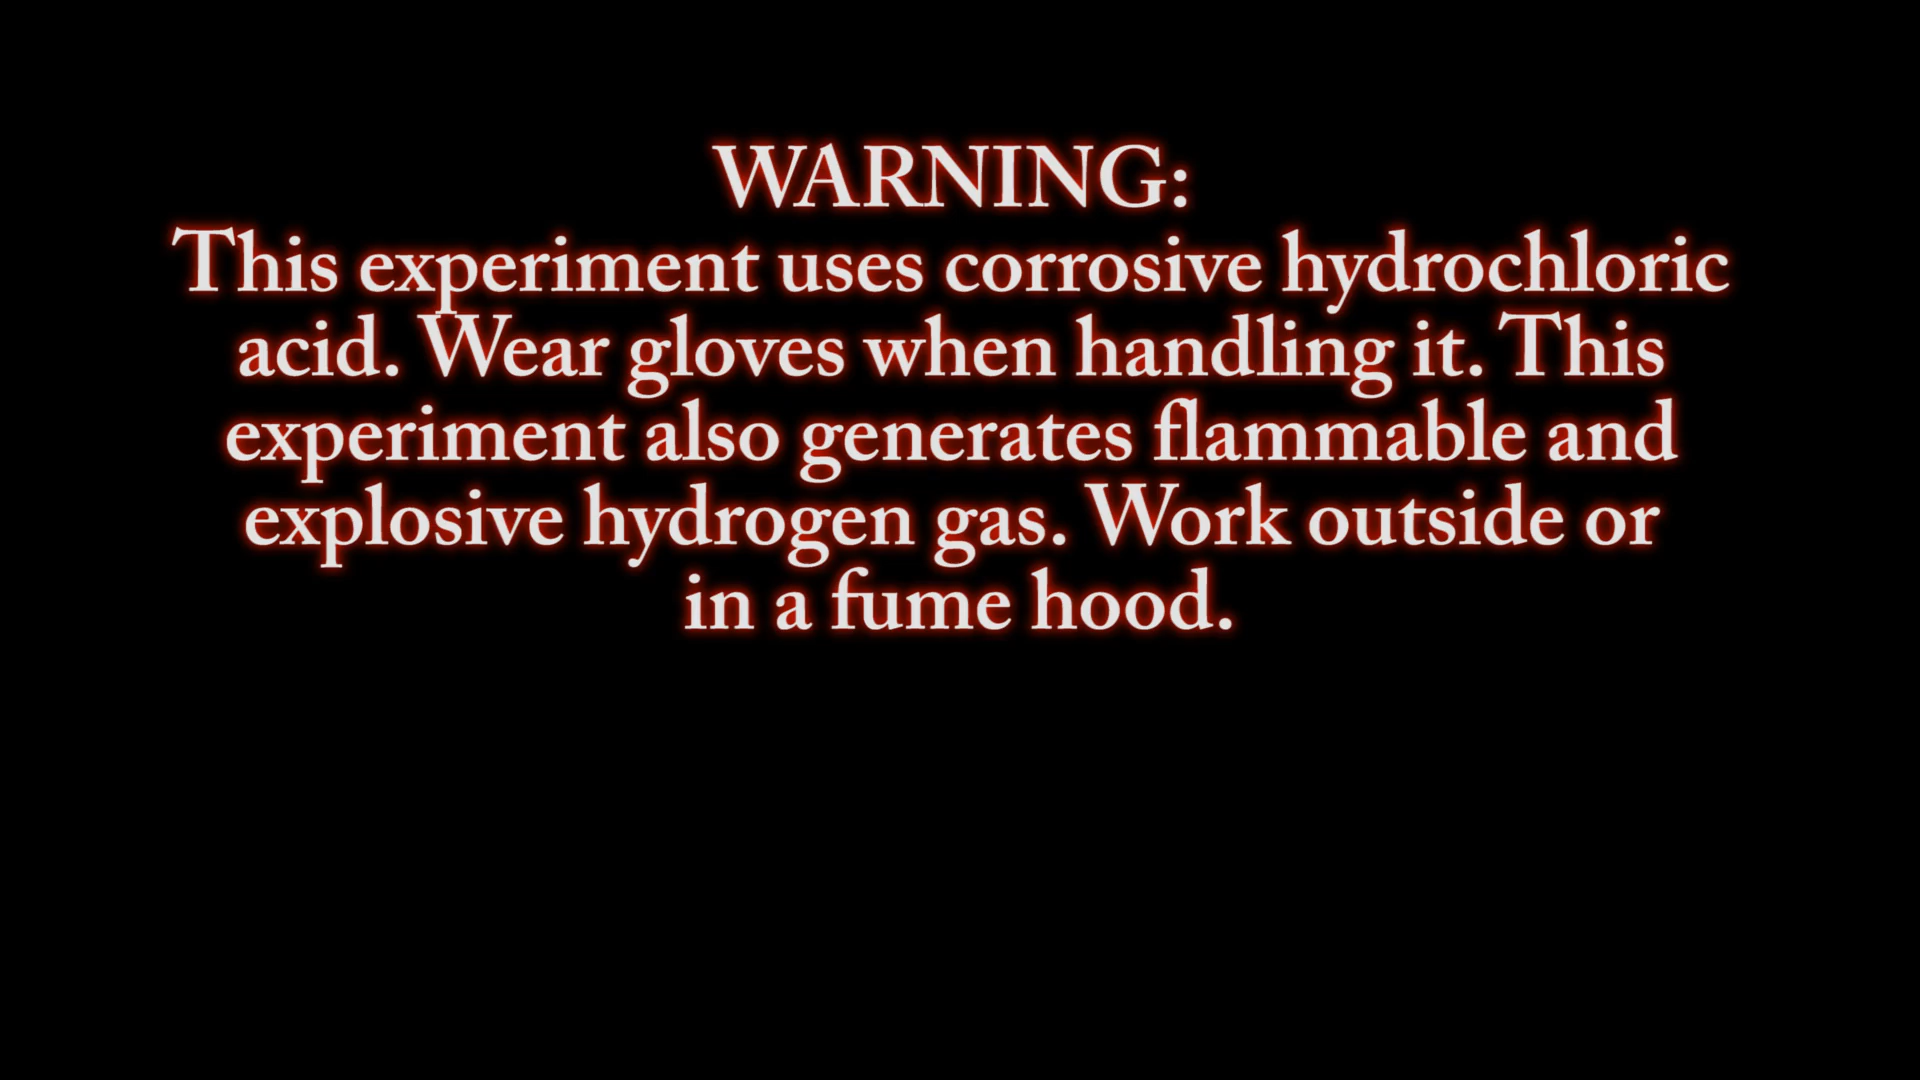 WARNING:
This experiment uses corrosive hydrochloric
acid. Wear gloves when handling it. This
experiment also generates flammable and
explosive hydrogen gas. Work outside or
in a fume hood.